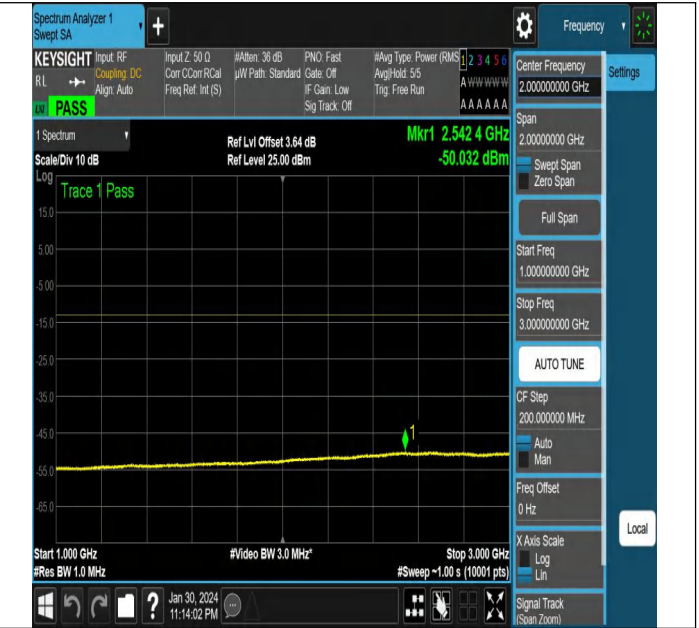 Spectrum Analyzer 1
Swept SA
+
Frequency
KEYSIGHT
RL
LXI PASS
Input: RF
Coupling: DC
Align: Auto
Input Z: 50 Ω
Corr CCorr RCal
Freq Ref: Int (S)
#Atten: 36 dB
µW Path: Standard
PNO: Fast
Gate: Off
IF Gain: Low
Sig Track: Off
#Avg Type: Power (RMS
Avg|Hold: 5/5
Trig: Free Run
1 2 3 4 5 6
A W W W W W
A A A A A A
1 Spectrum
Scale/Div 10 dB
Ref Lvl Offset 3.64 dB
Ref Level 25.00 dBm
Mkr1 2.542 4 GHz
-50.032 dBm
Log
Trace 1 Pass
15.0
5.00
-5.00
-15.0
-25.0
-35.0
-45.0
-55.0
-65.0
1
Start 1.000 GHz
#Res BW 1.0 MHz
#Video BW 3.0 MHz*
Stop 3.000 GHz
#Sweep ~1.00 s (10001 pts)
?
Jan 30, 2024
11:14:02 PM
Center Frequency
2.000000000 GHz
Settings
Span
2.00000000 GHz
Swept Span
Zero Span
Full Span
Start Freq
1.000000000 GHz
Stop Freq
3.000000000 GHz
AUTO TUNE
CF Step
200.000000 MHz
Auto
Man
Freq Offset
0 Hz
X Axis Scale
Log
Lin
Local
Signal Track
(Span Zoom)